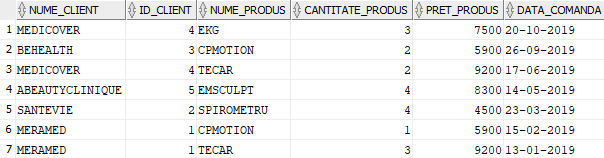 NUME_CLIENT ID_CLIENT NUME_PRODUS CANTITATE_PRODUS PRET_PRODUS DATA_COMANDA
1 MEDICOVER 4 EKG 3 7500 20-10-2019
2 BEHEALTH 3 CPMOTION 2 5900 26-09-2019
3 MEDICOVER 4 TECAR 2 9200 17-06-2019
4 ABEAUTYCLINIQUE 5 EMSCULPT 4 8300 14-05-2019
5 SANTEVIE 2 SPIROMETRU 4 4500 23-03-2019
6 MERAMED 1 CPMOTION 1 5900 15-02-2019
7 MERAMED 1 TECAR 3 9200 13-01-2019